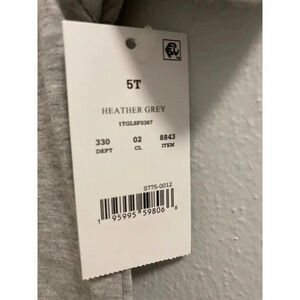 5T
HEATHER GREY
1TGLSF0367
330 02 8843
DEPT CL ITEM
S775-0012
1 95995 59806 6